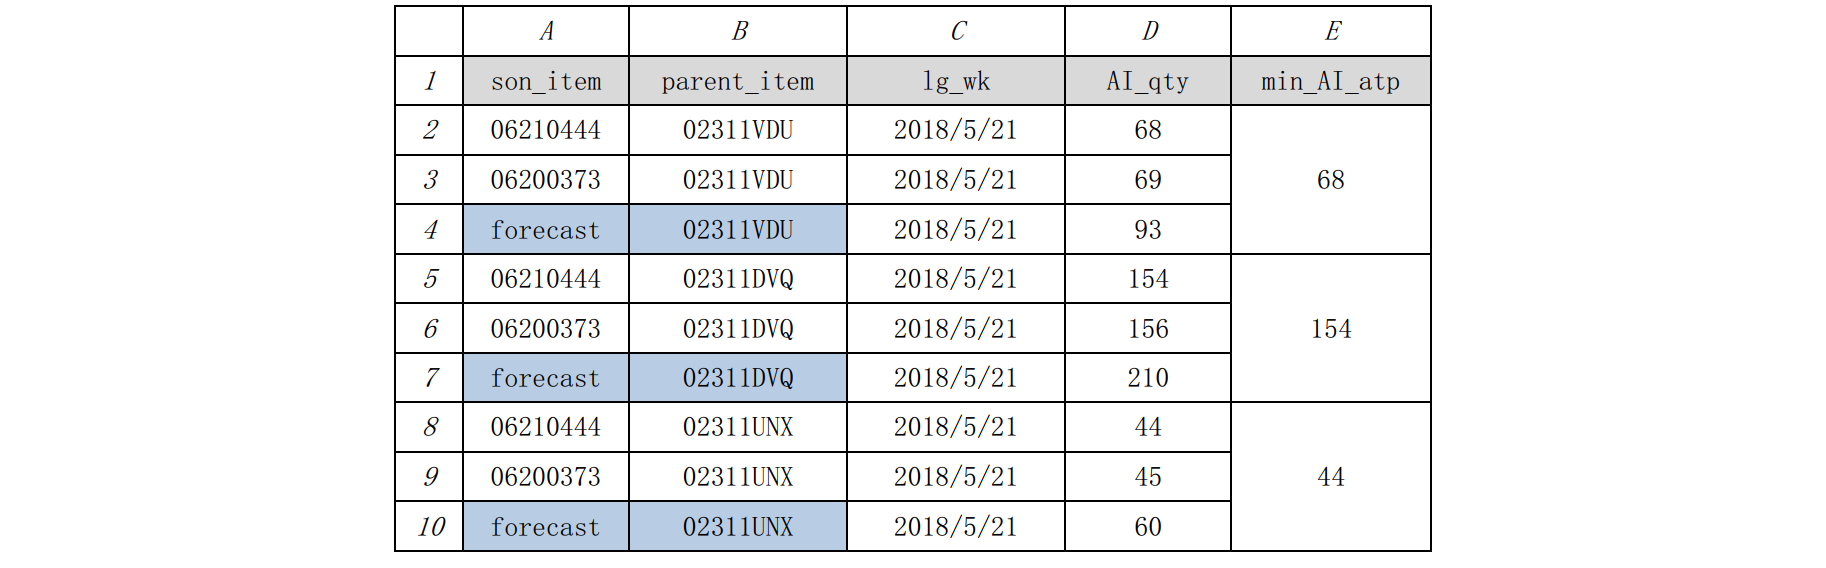 A B C D E
1 son_item parent_item lg_wk AI_qty min_AI_atp
2 06210444 02311VDU 2018/5/21 68
3 06200373 02311VDU 2018/5/21 69 68
4 forecast 02311VDU 2018/5/21 93
5 06210444 02311DVQ 2018/5/21 154
6 06200373 02311DVQ 2018/5/21 156 154
7 forecast 02311DVQ 2018/5/21 210
8 06210444 02311UNX 2018/5/21 44
9 06200373 02311UNX 2018/5/21 45 44
10 forecast 02311UNX 2018/5/21 60